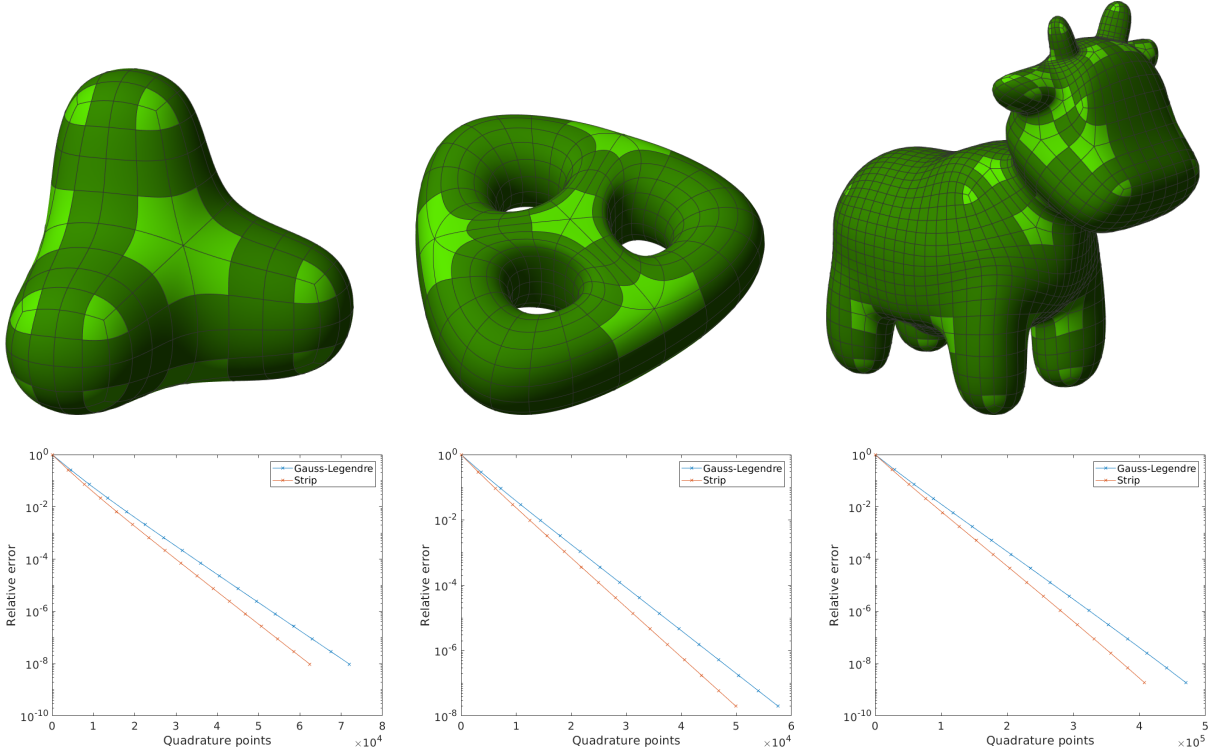 10^0
10^-2
10^-4
10^-6
10^-8
10^-10
Relative error
Gauss-Legendre
Strip
0 1 2 3 4 5 6 7 8
Quadrature points
×10^4
10^0
10^-2
10^-4
10^-6
10^-8
Relative error
Gauss-Legendre
Strip
0 1 2 3 4 5 6
Quadrature points
×10^4
10^0
10^-2
10^-4
10^-6
10^-8
10^-10
Relative error
Gauss-Legendre
Strip
0 1 2 3 4 5
Quadrature points
×10^5